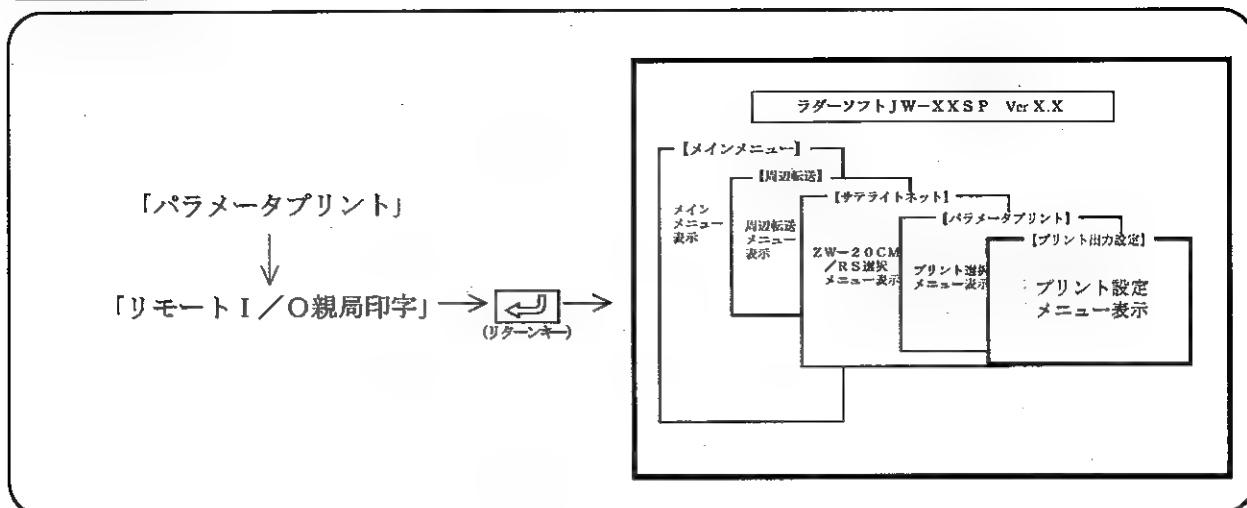 「パラメータプリント」
「リモートI/O親局印字」
(リターンキー)
ラダーソフトJW-XXSP Ver X.X
【メインメニュー】
メイン
メニュー
表示
【周辺転送】
周辺転送
メニュー
表示
【サテライトネット】
ZW-20CM
/RS選択
メニュー表示
【パラメータプリント】
プリント選択
メニュー表示
【プリント出力設定】
プリント設定
メニュー表示